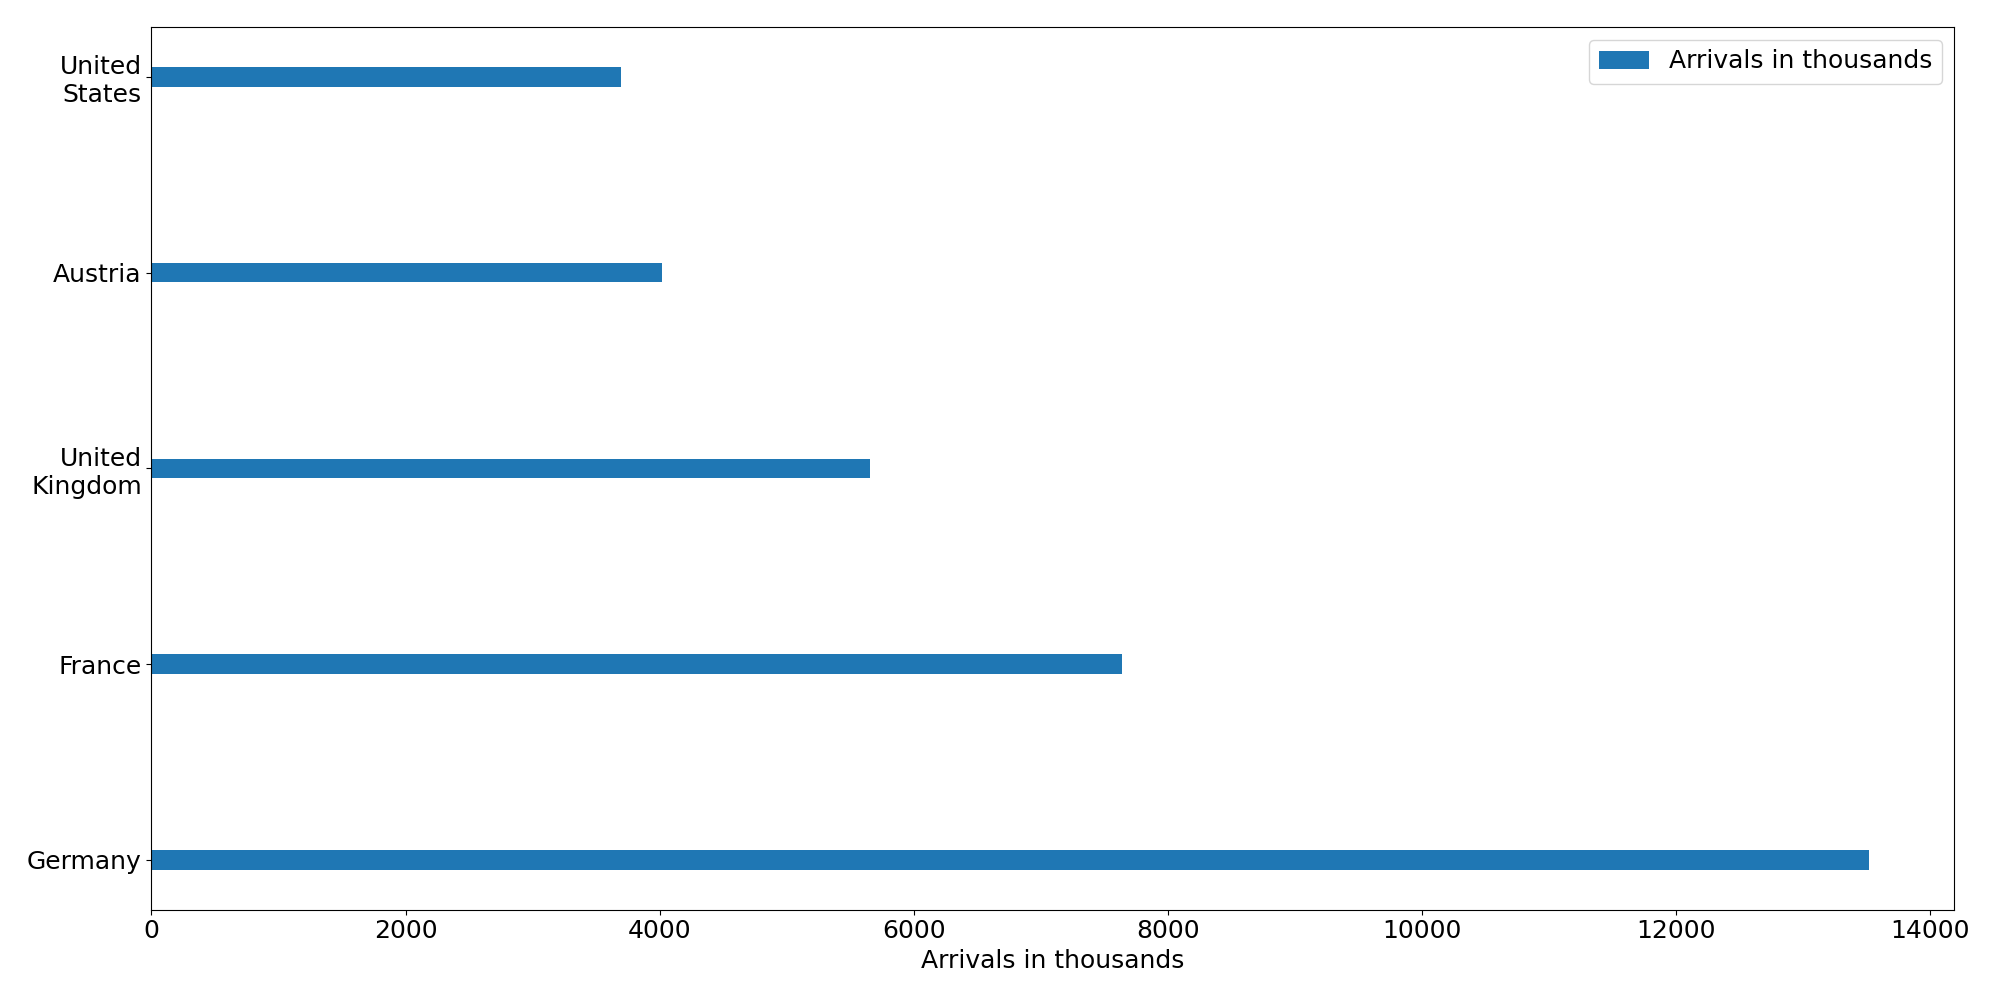 United
States
Arrivals in thousands
Austria
United
Kingdom
France
Germany
0 2000 4000 6000 8000 10000 12000 14000
Arrivals in thousands